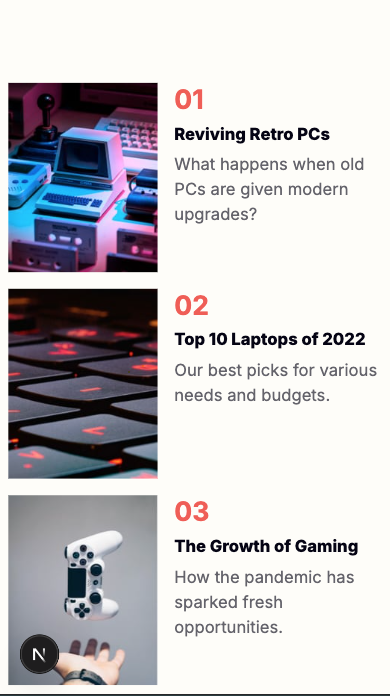 01
Reviving Retro PCs
What happens when old
PCs are given modern
upgrades?
02
Top 10 Laptops of 2022
Our best picks for various
needs and budgets.
03
The Growth of Gaming
How the pandemic has
sparked fresh
opportunities.
N